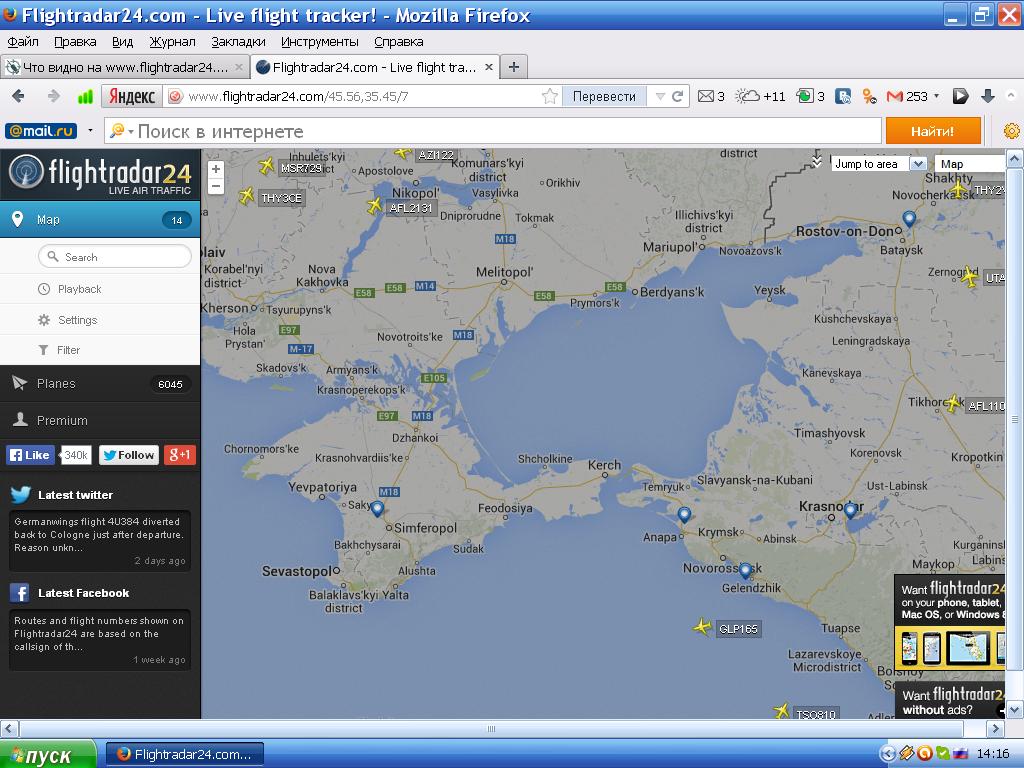 Flightradar24.com - Live flight tracker! - Mozilla Firefox
Файл Правка Вид Журнал Закладки Инструменты Справка
Что видно на www.flightradar24....
Flightradar24.com - Live flight tra...
Яндекс
www.flightradar24.com/45.56,35.45/7
Перевести
3
+11
3
253
@mail.ru
Поиск в интернете
Найти!
flightradar24
LIVE AIR TRAFFIC
Map 14
Search
Playback
Settings
Filter
Planes 6045
Premium
Like 340k Follow +1
Latest twitter
Germanwings flight 4U384 diverted
back to Cologne just after departure.
Reason unkn...
2 days ago
Latest Facebook
Routes and flight numbers shown on
Flightradar24 are based on the
callsign of th...
1 week ago
+
−
Jump to area
Map
Inhulets'kyi
district
MSR729
AZI122
Apostolove
Komunars'kyi
district
district
Shakhty
Novocherkassk
THY3CE
Nikopol'
Vasylivka
Orikhiv
AFL2131
Dniprorudne
Tokmak
Illichivs'kyi
district
Mariupol'
Novoazovs'k
Rostov-on-Don
Bataysk
M18
Korabel'nyi
district
Nova
Kakhovka
Melitopol'
Berdyans'k
Prymors'k
Yeysk
Zernograd
E58
E58
M14
E58
E58
Kherson
Tsyurupyns'k
Hola
Prystan'
E97
M-17
Novotroits'ke
M18
Kushchevskaya
Leningradskaya
Skadovs'k
Armyans'k
Krasnoperekops'k
E105
Kanevskaya
E97
M18
Tikhoretsk
AFL110
Dzhankoi
Chornomors'ke
Krasnohvardiis'ke
Shcholkine
Kerch
Timashyovsk
Korenovsk
Kropotkin
Yevpatoriya
M18
Temryuk
Slavyansk-na-Kubani
Ust-Labinsk
Saky
Feodosiya
Krasnodar
Simferopol
Anapa
Krymsk
Abinsk
Bakhchysarai
Sudak
Sevastopol
Alushta
Novorossiysk
Maykop
Balaklavs'kyi
district
Yalta
Gelendzhik
GLP165
Tuapse
Lazarevskoye
Microdistrict
TSO810
Want flightradar24
on your phone, tablet,
Mac OS, or Windows 8
Want flightradar24
without ads?
пуск
Flightradar24.com...
14:16